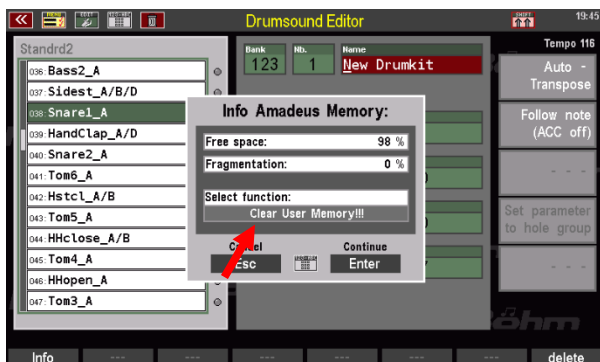 Drumsound Editor
19:45
Tempo 116
Standrd2
036:Bass2_A
037:Sidest_A/B/D
038:Snare1_A
039:HandClap_A/D
040:Snare2_A
041:Tom6_A
042:Hstcl_A/B
043:Tom5_A
044:HHclose_A/B
045:Tom4_A
046:HHopen_A
047:Tom3_A
Bank Nb. Name
123 1 New Drumkit
Info Amadeus Memory:
Free space: 98 %
Fragmentation: 0 %
Select function:
Clear User Memory!!!
Continue
Esc Enter
Auto -
Transpose
Follow note
(ACC off)
- - -
Set parameter
to hole group
- - -
Info --- --- --- --- --- --- delete